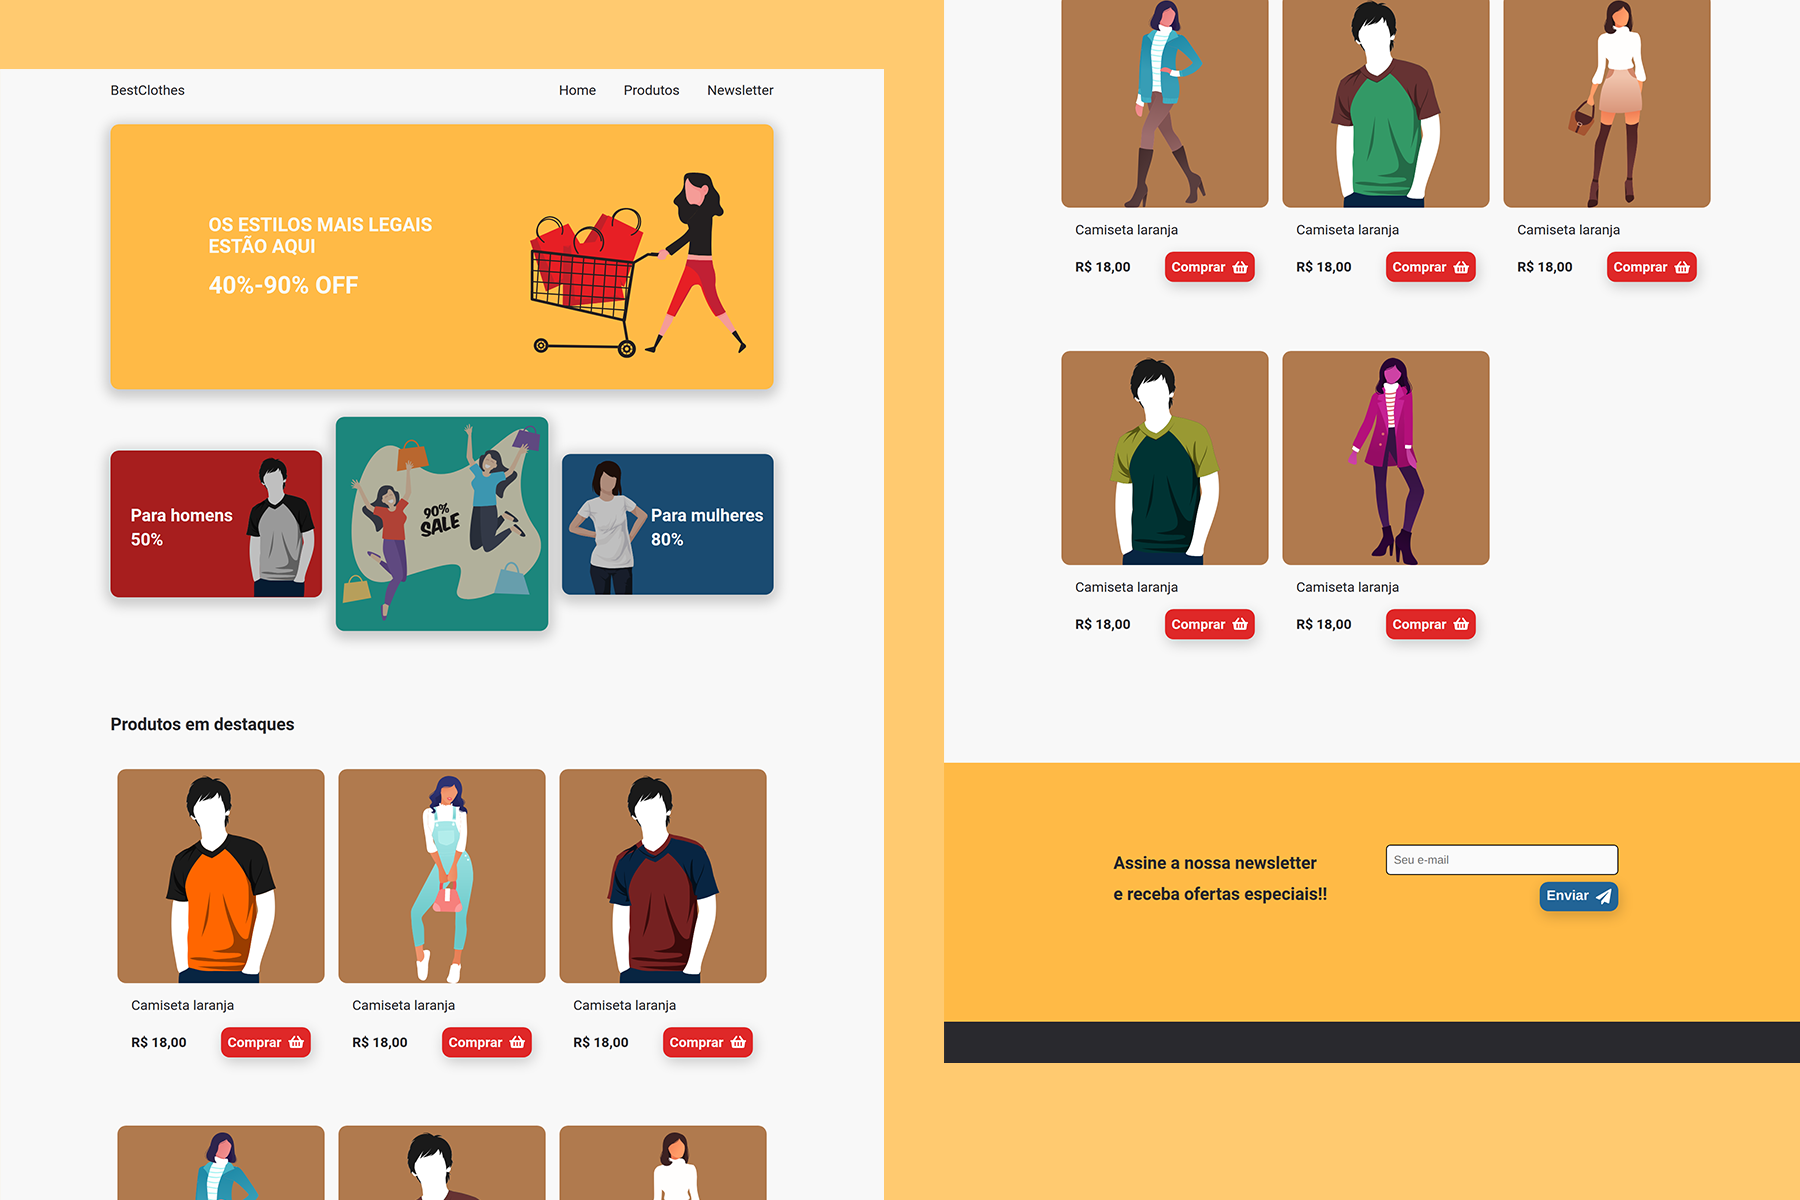 BestClothes
Home Produtos Newsletter
OS ESTILOS MAIS LEGAIS
ESTÃO AQUI
40%-90% OFF
Para homens
50%
90%
SALE
Para mulheres
80%
Produtos em destaques
Camiseta laranja
R$ 18,00 Comprar
Camiseta laranja
R$ 18,00 Comprar
Camiseta laranja
R$ 18,00 Comprar
Camiseta laranja
R$ 18,00 Comprar
Camiseta laranja
R$ 18,00 Comprar
Camiseta laranja
R$ 18,00 Comprar
Camiseta laranja
R$ 18,00 Comprar
Camiseta laranja
R$ 18,00 Comprar
Assine a nossa newsletter
e receba ofertas especiais!!
Seu e-mail
Enviar